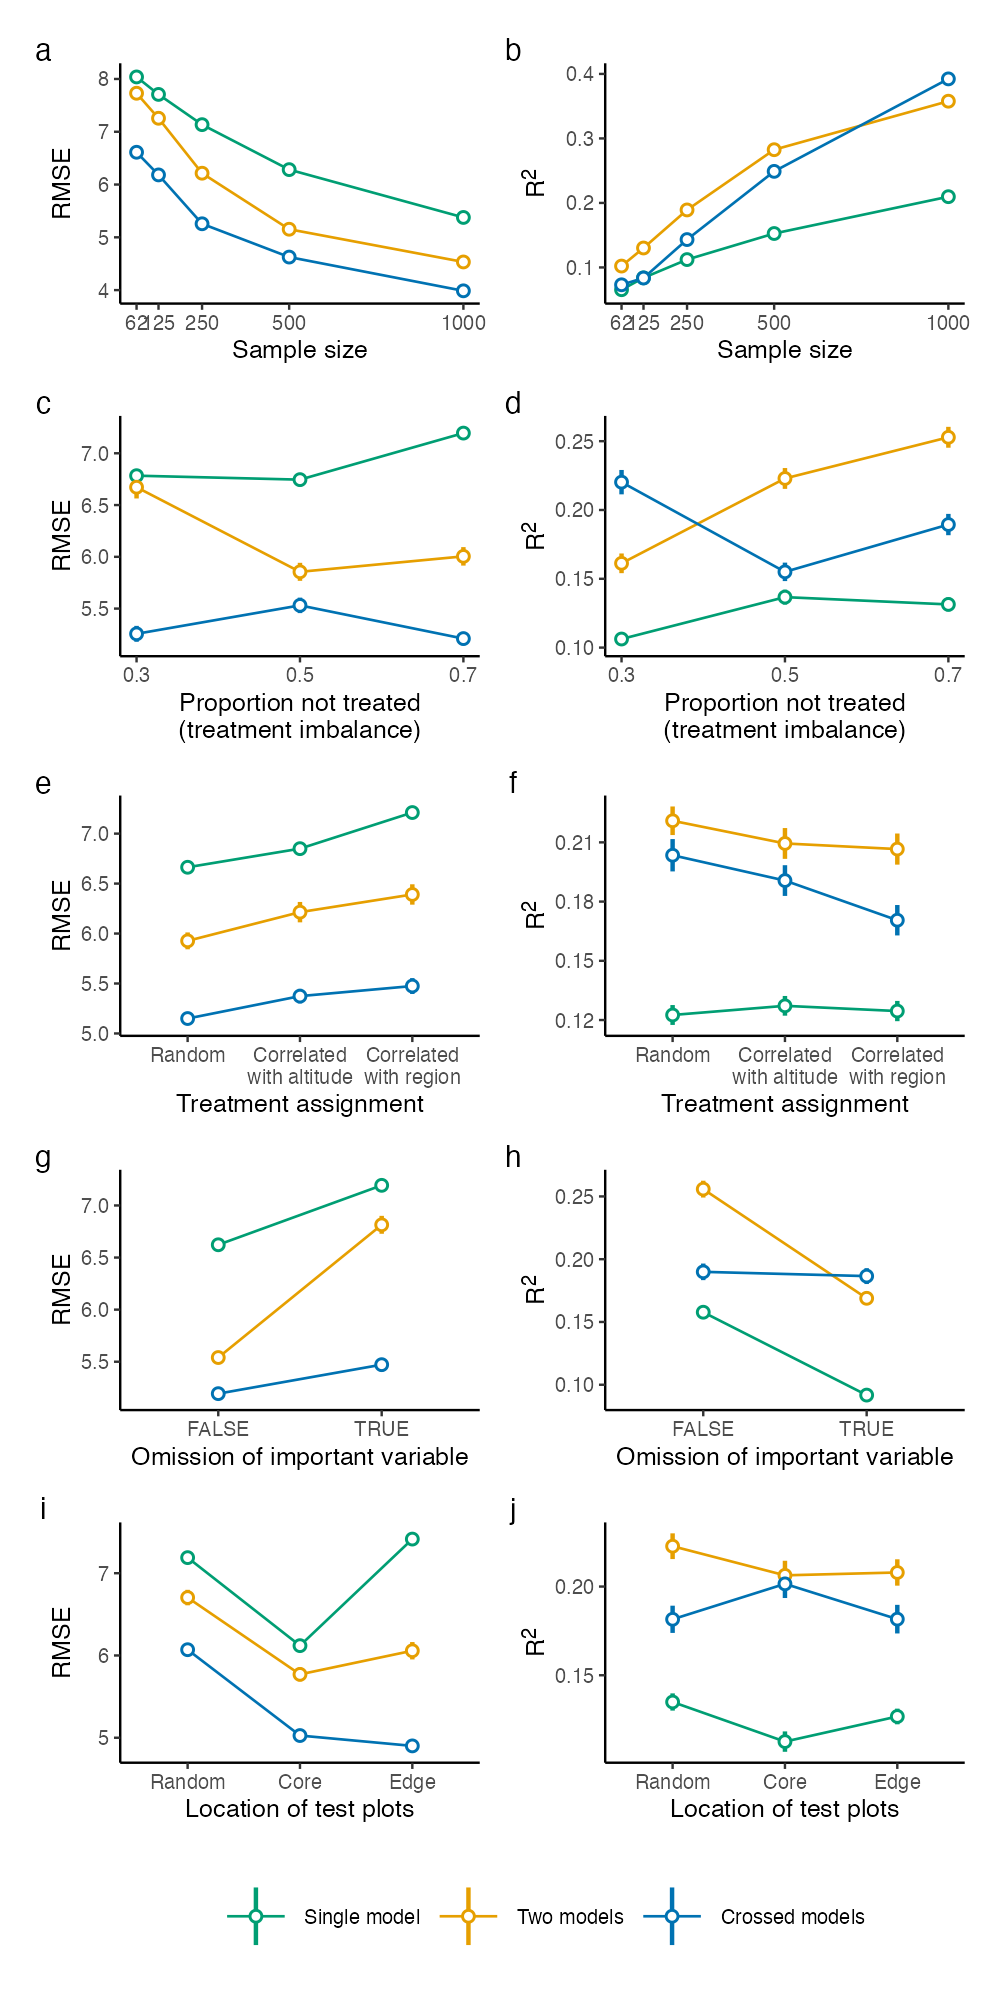 a
b
8
7
6
5
4
RMSE
62
125
250
500
1000
Sample size
0.4
0.3
0.2
0.1
R²
62
125
250
500
1000
Sample size
c
d
7.0
6.5
6.0
5.5
RMSE
0.3
0.5
0.7
Proportion not treated
(treatment imbalance)
0.25
0.20
0.15
0.10
R²
0.3
0.5
0.7
Proportion not treated
(treatment imbalance)
e
f
7.0
6.5
6.0
5.5
5.0
RMSE
Random
Correlated
with altitude
Correlated
with region
Treatment assignment
0.21
0.18
0.15
0.12
R²
Random
Correlated
with altitude
Correlated
with region
Treatment assignment
g
h
7.0
6.5
6.0
5.5
RMSE
FALSE
TRUE
Omission of important variable
0.25
0.20
0.15
0.10
R²
FALSE
TRUE
Omission of important variable
i
j
7
6
5
RMSE
Random
Core
Edge
Location of test plots
0.20
0.15
R²
Random
Core
Edge
Location of test plots
Single model
Two models
Crossed models